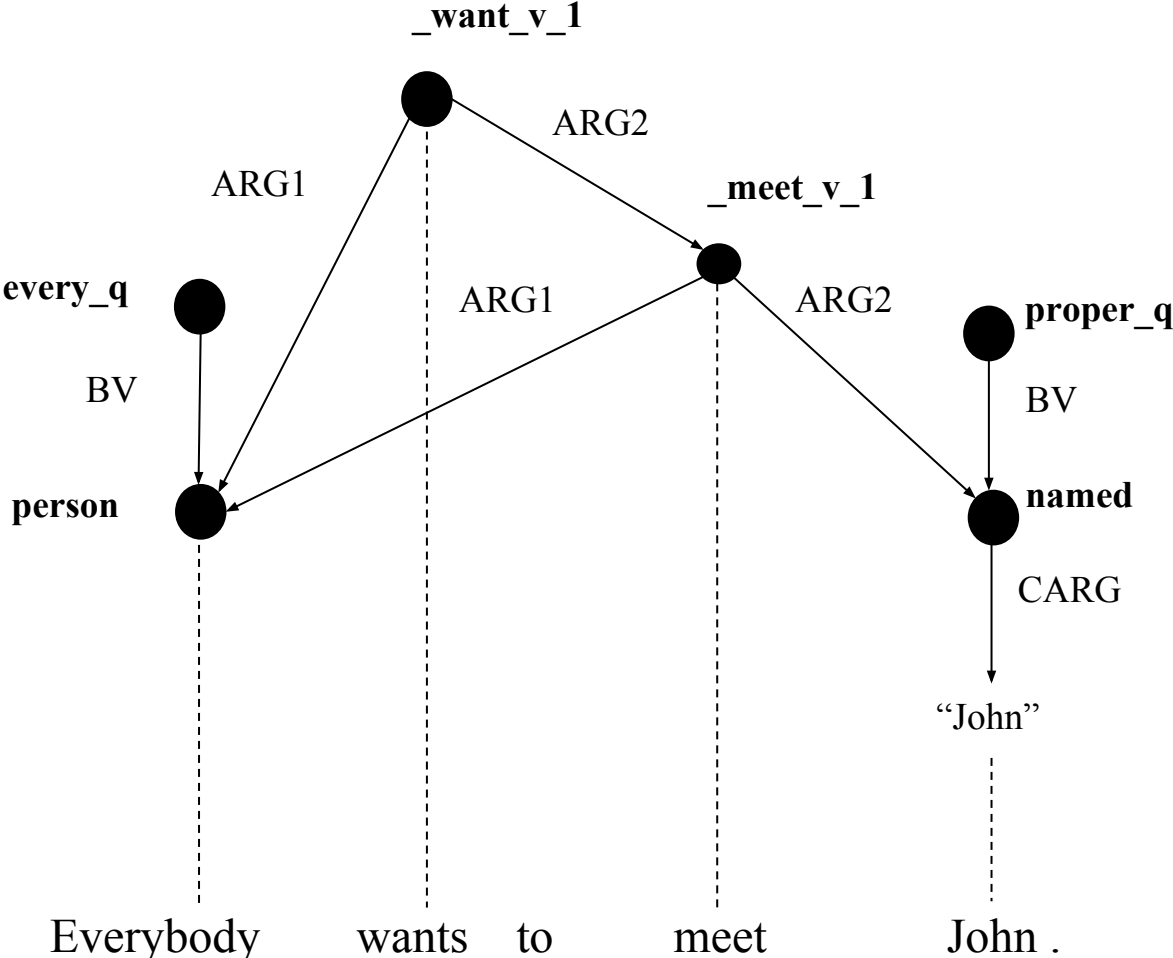 _want_v_1
ARG2
ARG1
_meet_v_1
every_q
ARG1
ARG2
proper_q
BV
BV
person
named
CARG
“John”
Everybody wants to meet John .